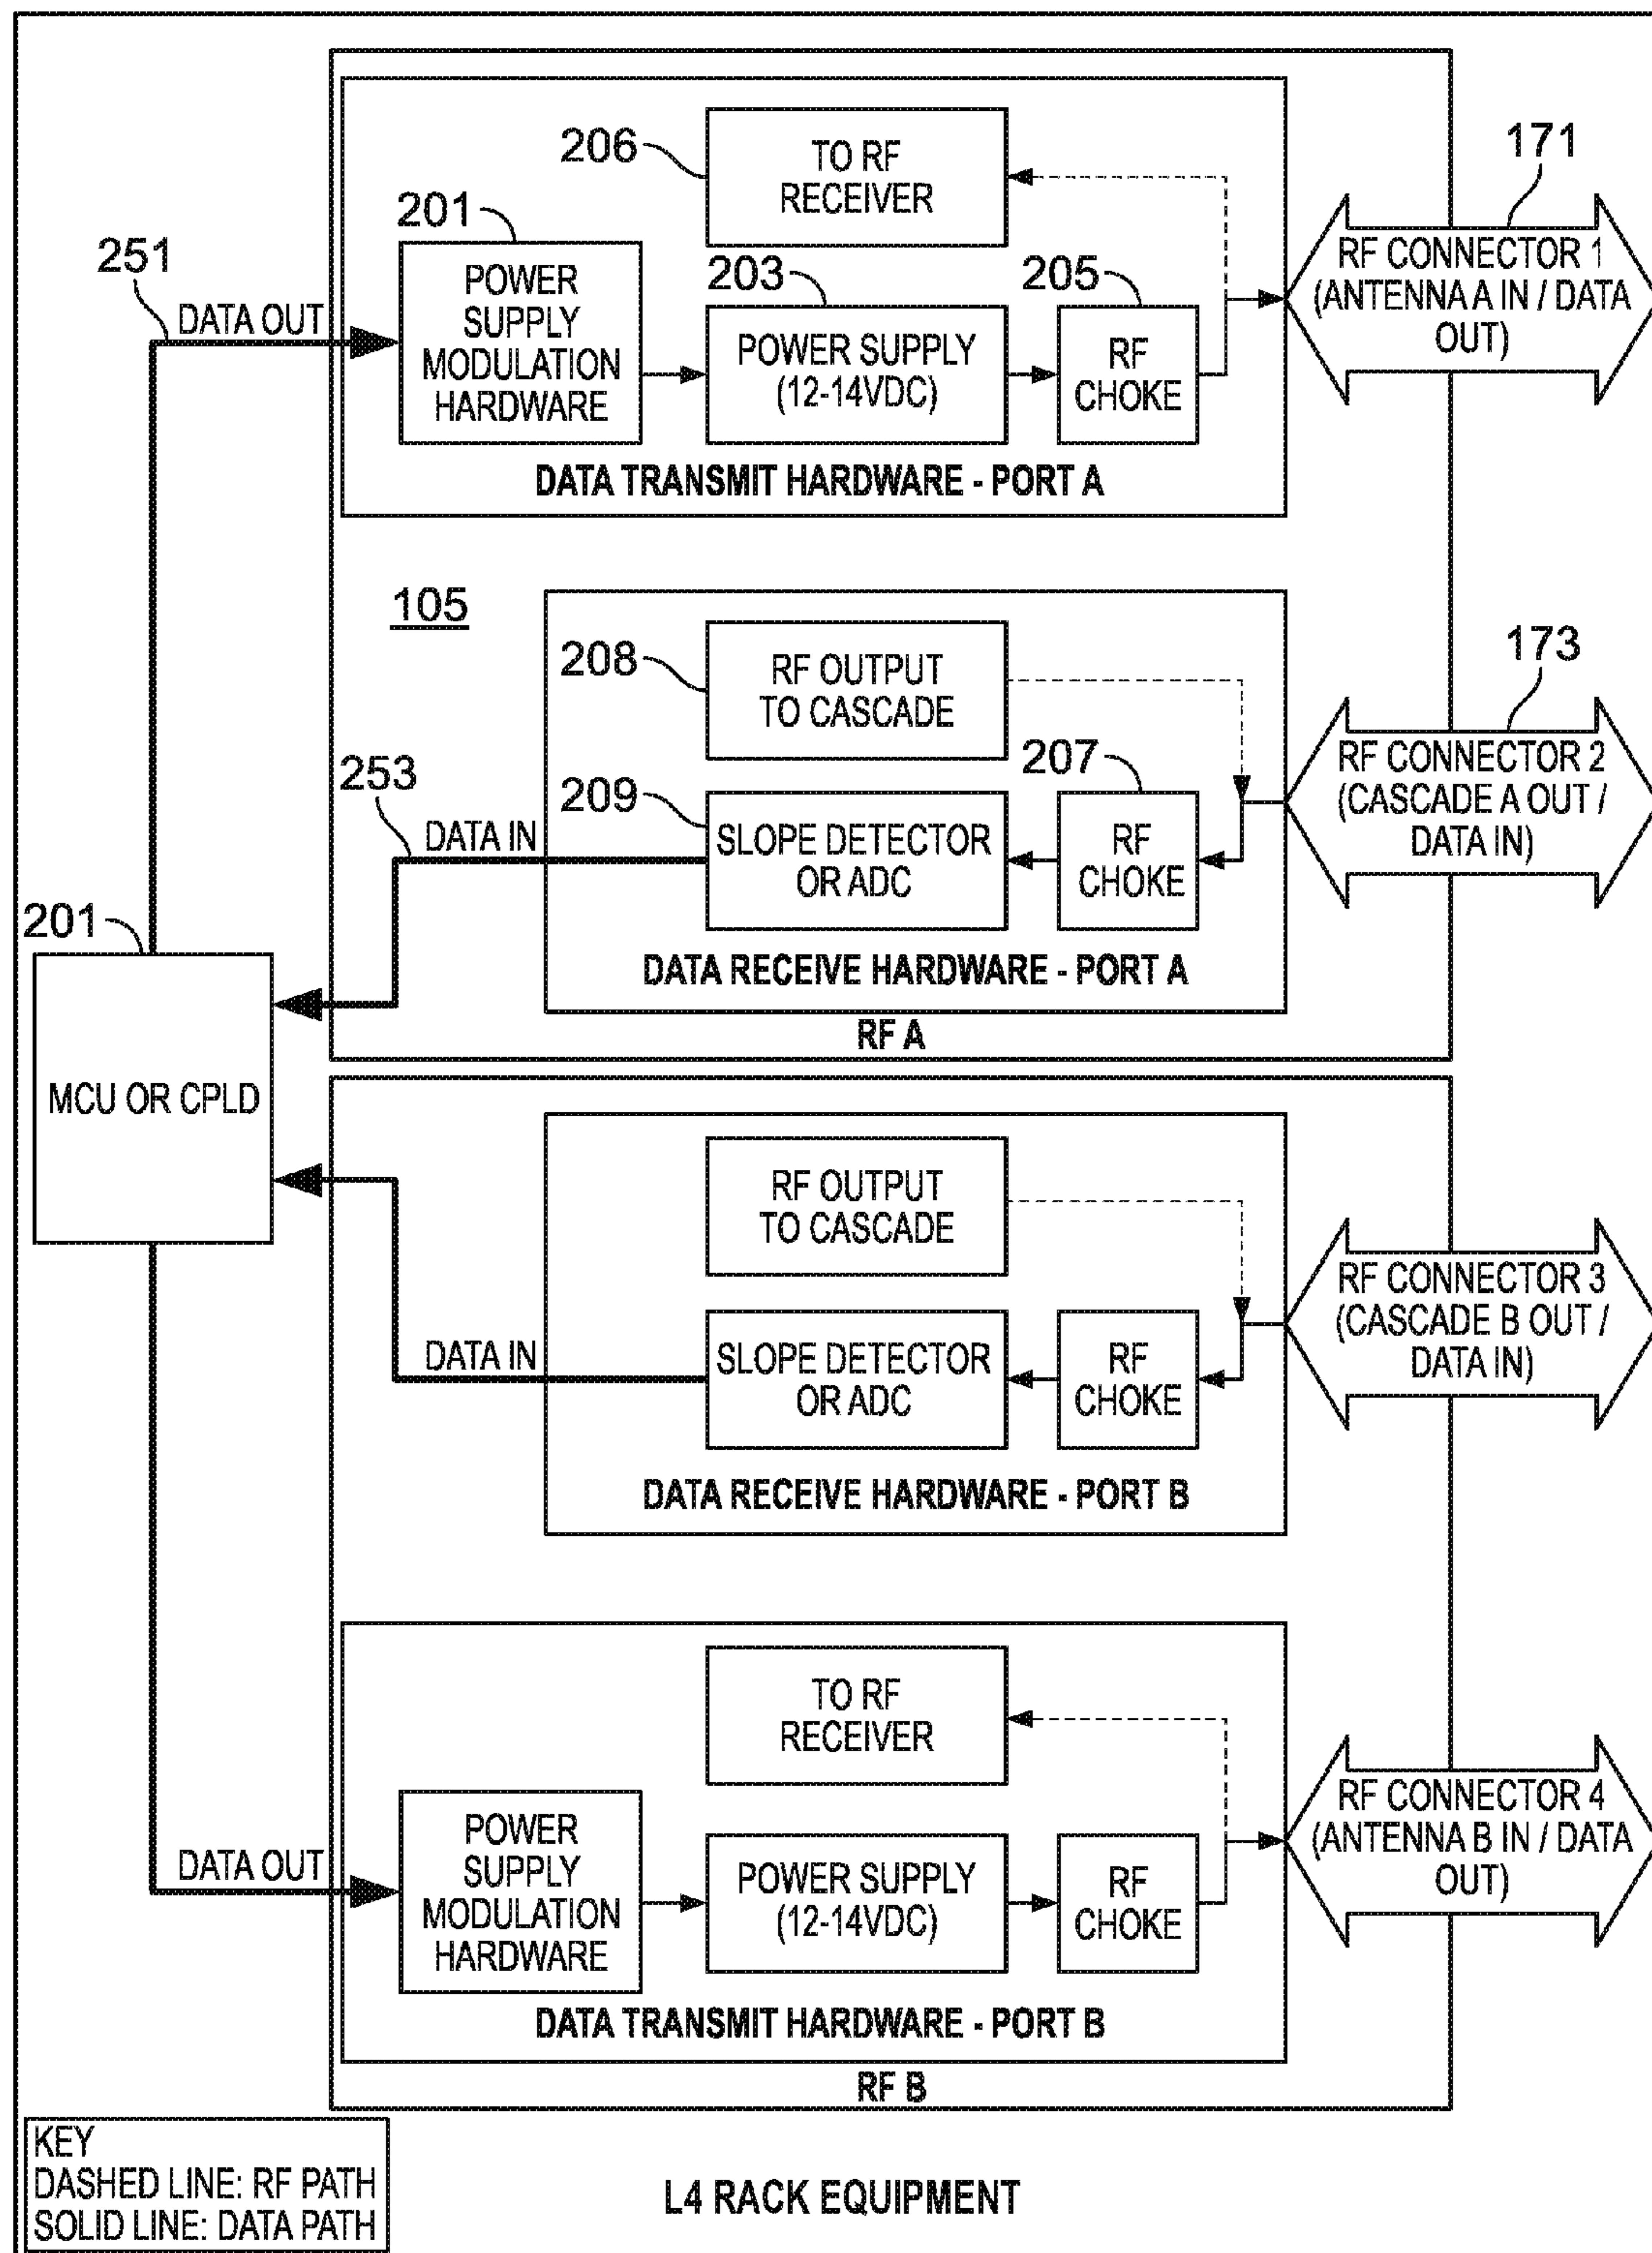 206
TO RF
RECEIVER
171
201
POWER
SUPPLY
MODULATION
HARDWARE
251
DATA OUT
203
POWER SUPPLY
(12-14VDC)
205
RF
CHOKE
RF CONNECTOR 1
(ANTENNA A IN / DATA
OUT)
DATA TRANSMIT HARDWARE - PORT A
105
208
RF OUTPUT
TO CASCADE
173
207
RF
CHOKE
RF CONNECTOR 2
(CASCADE A OUT /
DATA IN)
253
DATA IN
209
SLOPE DETECTOR
OR ADC
DATA RECEIVE HARDWARE - PORT A
RF A
201
MCU OR CPLD
RF OUTPUT
TO CASCADE
RF CONNECTOR 3
(CASCADE B OUT /
DATA IN)
DATA IN
SLOPE DETECTOR
OR ADC
RF
CHOKE
DATA RECEIVE HARDWARE - PORT B
TO RF
RECEIVER
DATA OUT
POWER
SUPPLY
MODULATION
HARDWARE
POWER SUPPLY
(12-14VDC)
RF
CHOKE
RF CONNECTOR 4
(ANTENNA B IN / DATA
OUT)
DATA TRANSMIT HARDWARE - PORT B
RF B
KEY
DASHED LINE: RF PATH
SOLID LINE: DATA PATH
L4 RACK EQUIPMENT